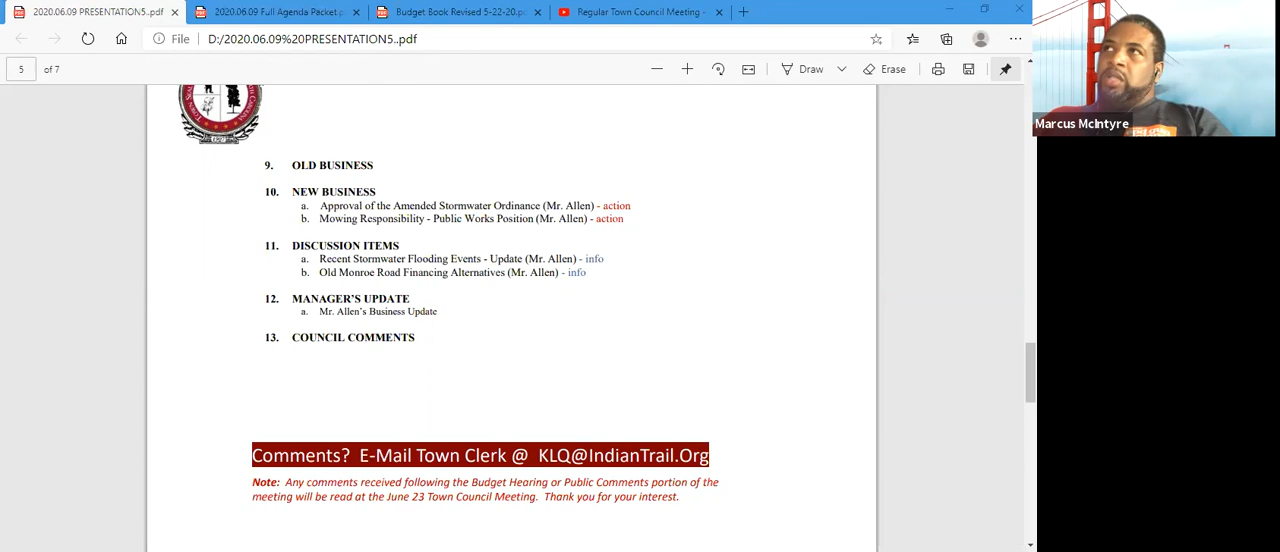 2020.06.09 PRESENTATION5..pdf
2020.06.09 Full Agenda Packet.p
Budget Book Revised 5-22-20.p
Regular Town Council Meeting -
File
D:/2020.06.09%20PRESENTATION5..pdf
5 of 7
Draw
Erase
Marcus McIntyre
9. OLD BUSINESS
10. NEW BUSINESS
a. Approval of the Amended Stormwater Ordinance (Mr. Allen) - action
b. Mowing Responsibility - Public Works Position (Mr. Allen) - action
11. DISCUSSION ITEMS
a. Recent Stormwater Flooding Events - Update (Mr. Allen) - info
b. Old Monroe Road Financing Alternatives (Mr. Allen) - info
12. MANAGER'S UPDATE
a. Mr. Allen's Business Update
13. COUNCIL COMMENTS
Comments? E-Mail Town Clerk @ KLQ@IndianTrail.Org
Note: Any comments received following the Budget Hearing or Public Comments portion of the
meeting will be read at the June 23 Town Council Meeting. Thank you for your interest.